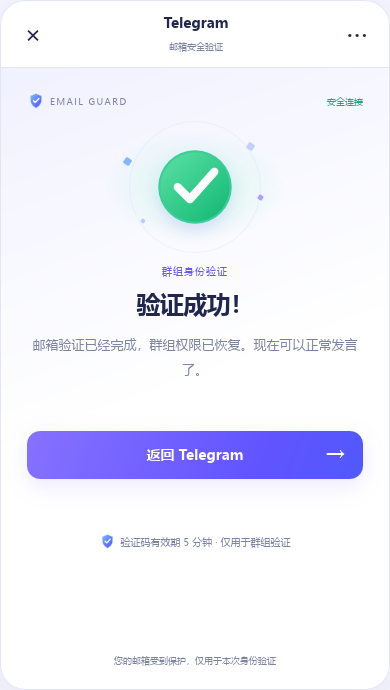 Telegram
邮箱安全验证
EMAIL GUARD
安全连接
群组身份验证
验证成功！
邮箱验证已经完成，群组权限已恢复。现在可以正常发言
了。
返回 Telegram →
验证码有效期 5 分钟 · 仅用于群组验证
您的邮箱受到保护，仅用于本次身份验证